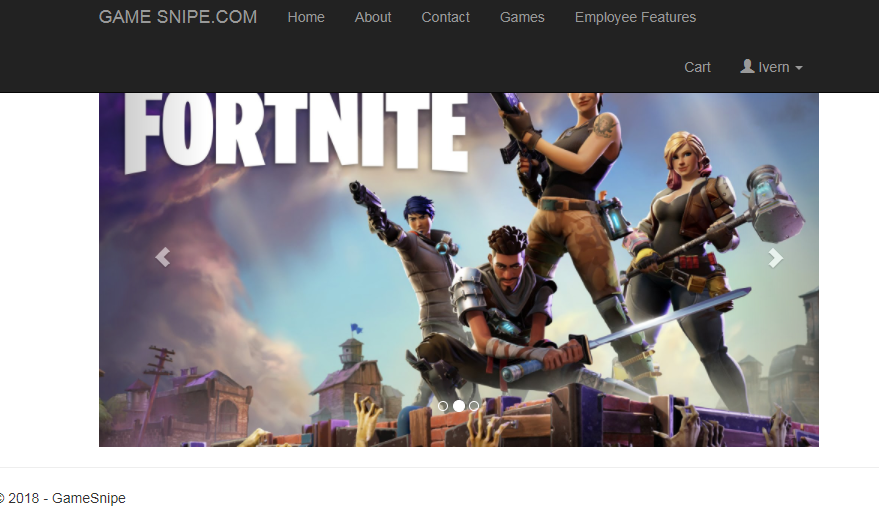 GAME SNIPE.COM Home About Contact Games Employee Features
Cart Ivern
FORTNITE
© 2018 - GameSnipe